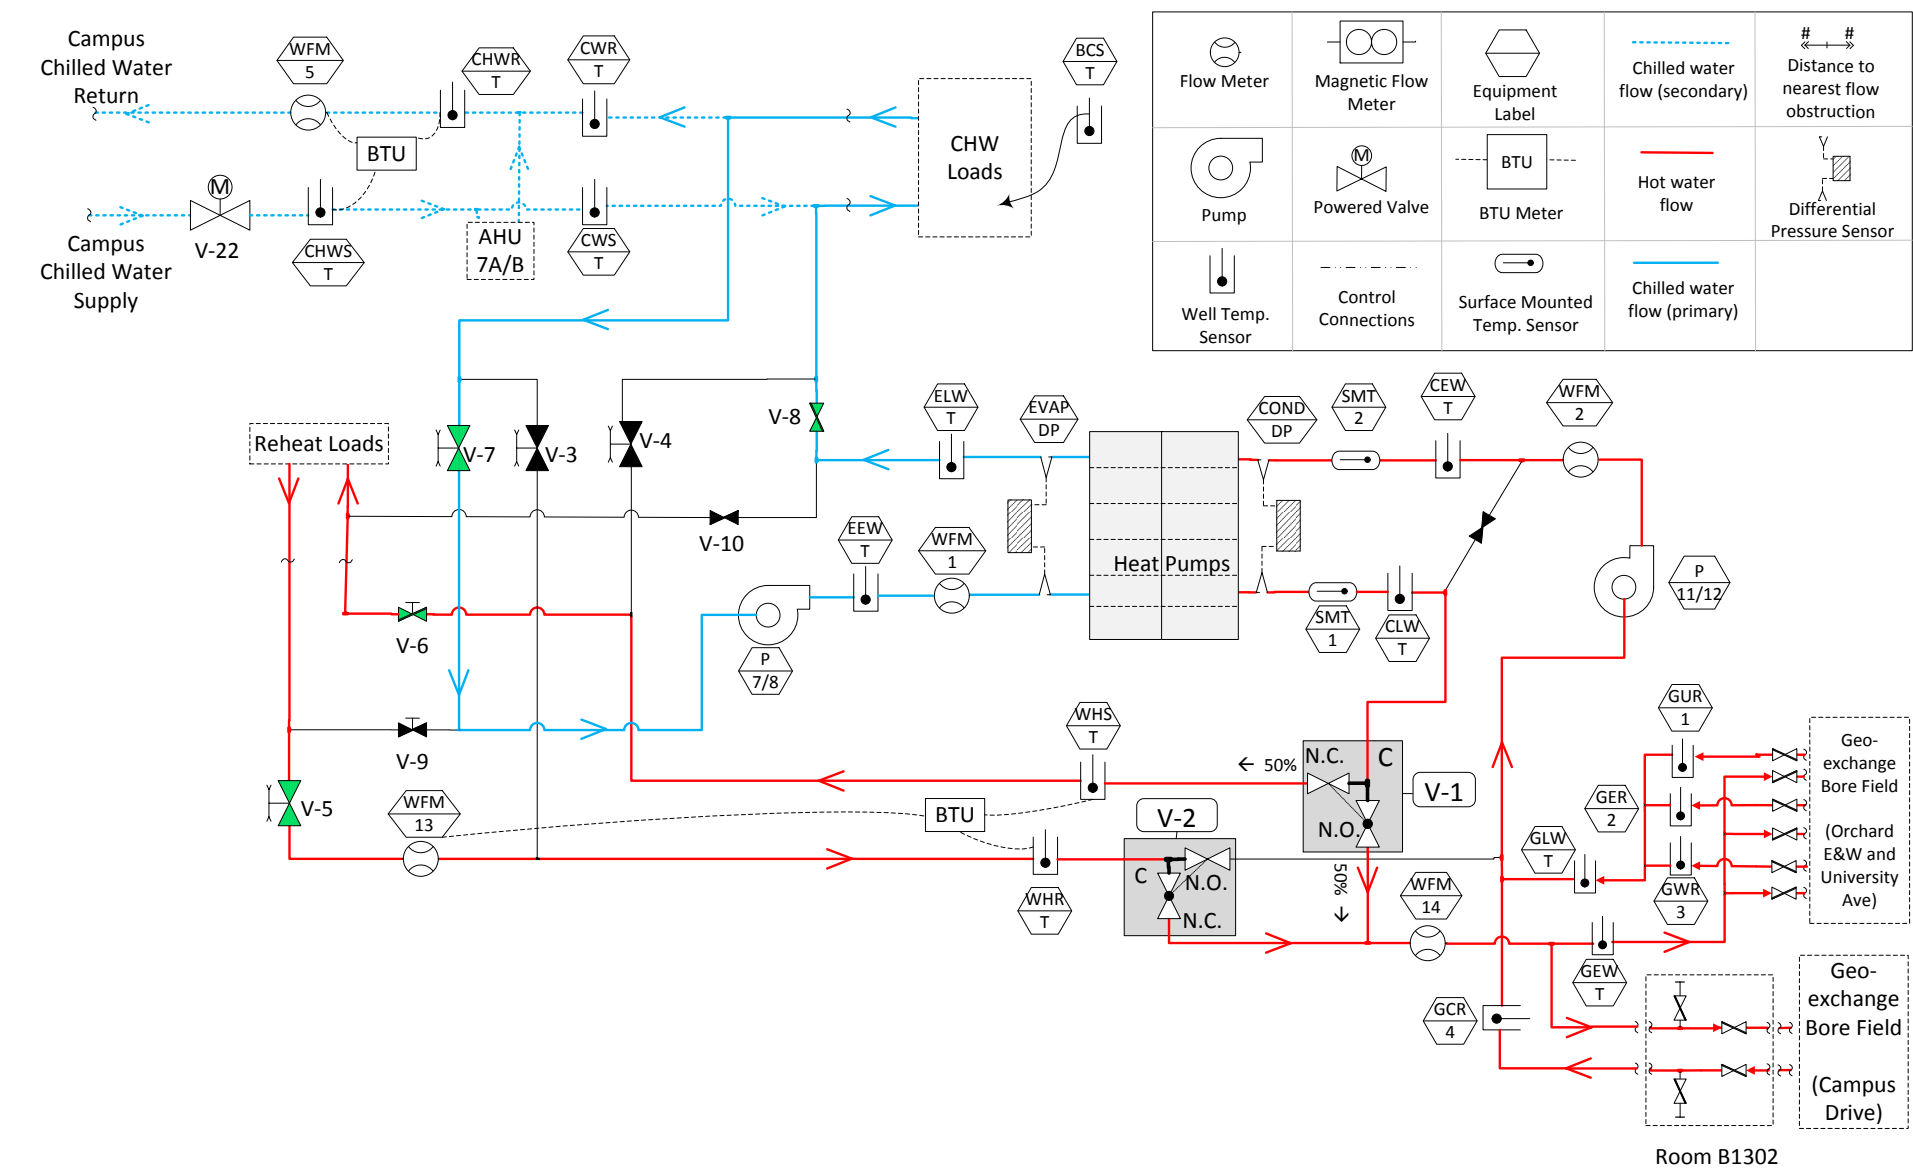 Campus
Chilled Water
Return
WFM
5
CHWR
T
CWR
T
BCS
T
BTU
CHW
Loads
M
V-22
CHWS
T
AHU
7A/B
CWS
T
Campus
Chilled Water
Supply
Flow Meter
Magnetic Flow
Meter
Equipment
Label
Chilled water
flow (secondary)
# #
Distance to
nearest flow
obstruction
Pump
M
Powered Valve
BTU
BTU Meter
Hot water
flow
Differential
Pressure Sensor
Well Temp.
Sensor
Control
Connections
Surface Mounted
Temp. Sensor
Chilled water
flow (primary)
Reheat Loads
V-7
V-3
V-4
V-8
ELW
T
EVAP
DP
COND
DP
SMT
2
CEW
T
WFM
2
V-10
EEW
T
WFM
1
Heat Pumps
V-6
P
7/8
SMT
1
CLW
T
P
11/12
V-9
WHS
T
← 50%
N.C.
C
N.O.
V-1
GUR
1
GER
2
GWR
3
GLW
T
Geo-
exchange
Bore Field
(Orchard
E&W and
University
Ave)
V-5
WFM
13
BTU
V-2
C
N.O.
N.C.
WHR
T
50% →
WFM
14
GEW
T
GCR
4
Geo-
exchange
Bore Field
(Campus
Drive)
Room B1302